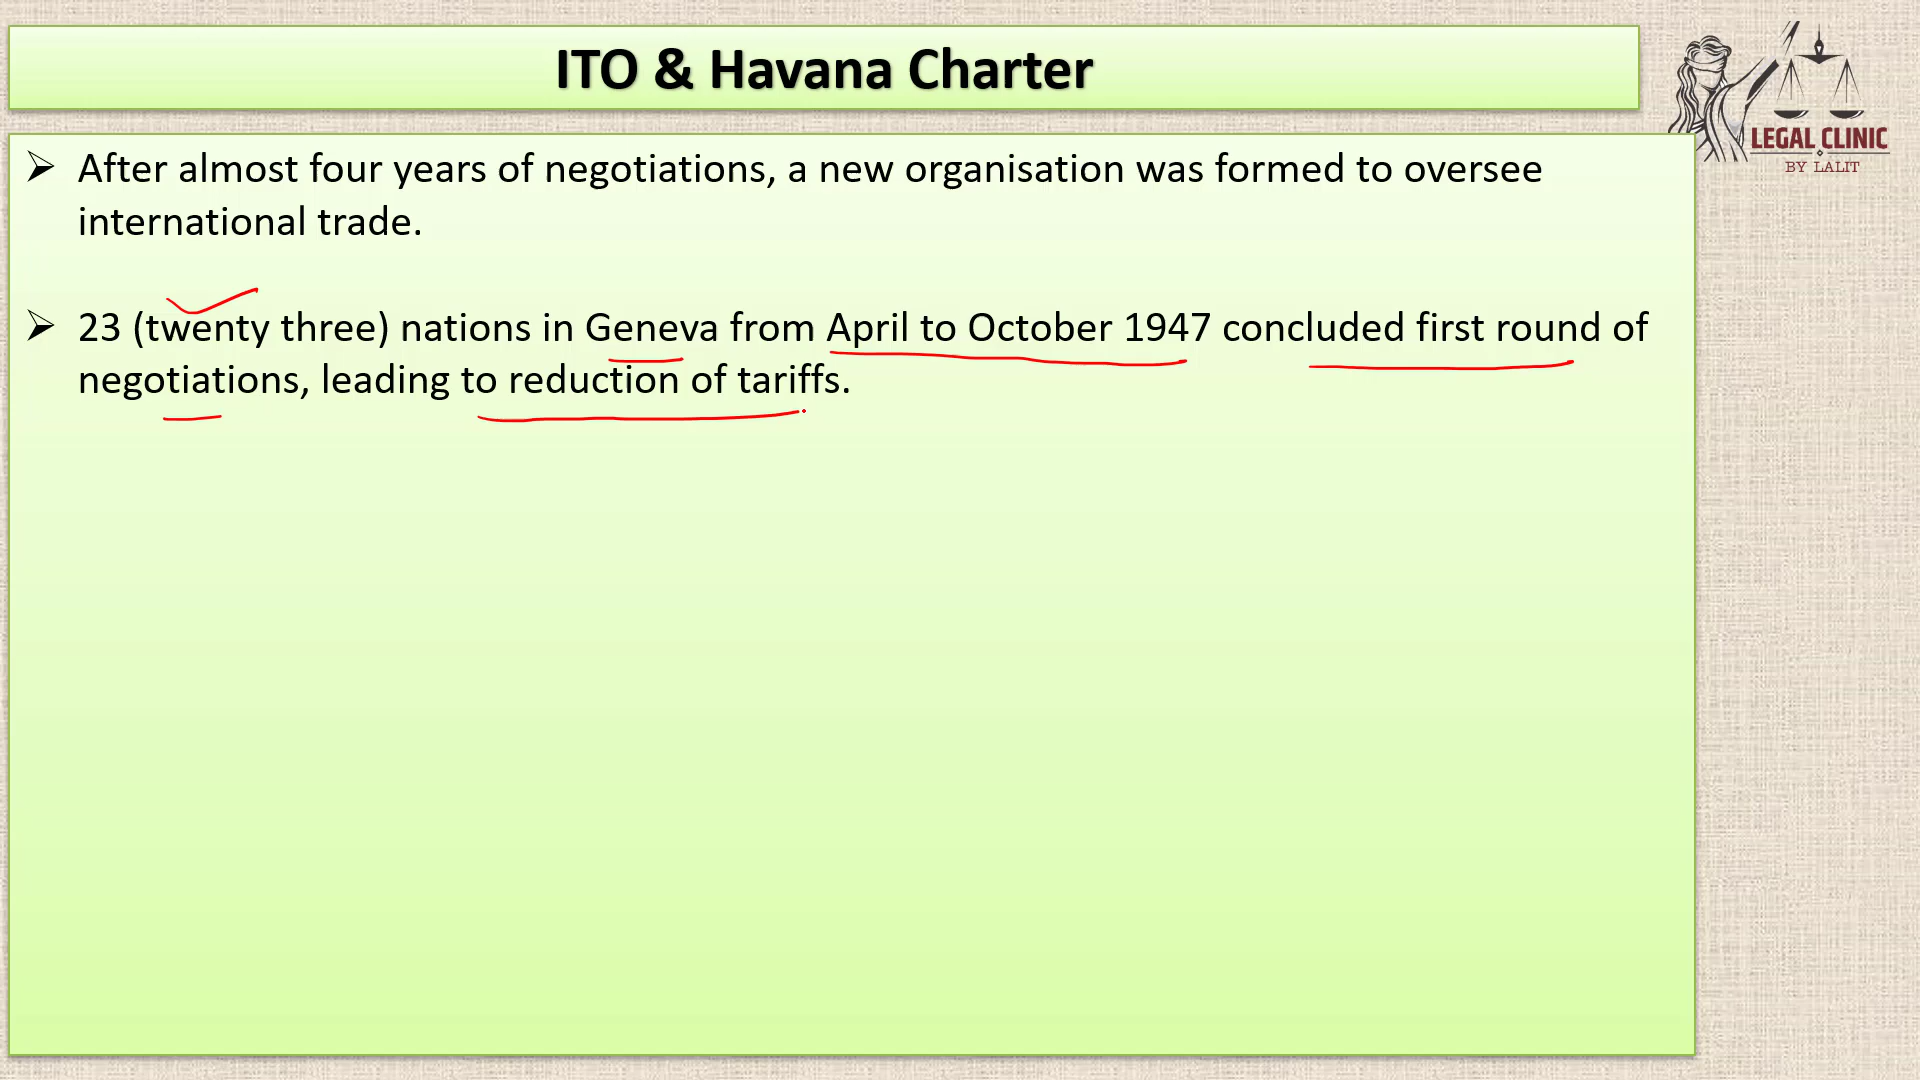 ITO & Havana Charter
LEGAL CLINIC
BY LALIT
➢ After almost four years of negotiations, a new organisation was formed to oversee
international trade.
➢ 23 (twenty three) nations in Geneva from April to October 1947 concluded first round of
negotiations, leading to reduction of tariffs.